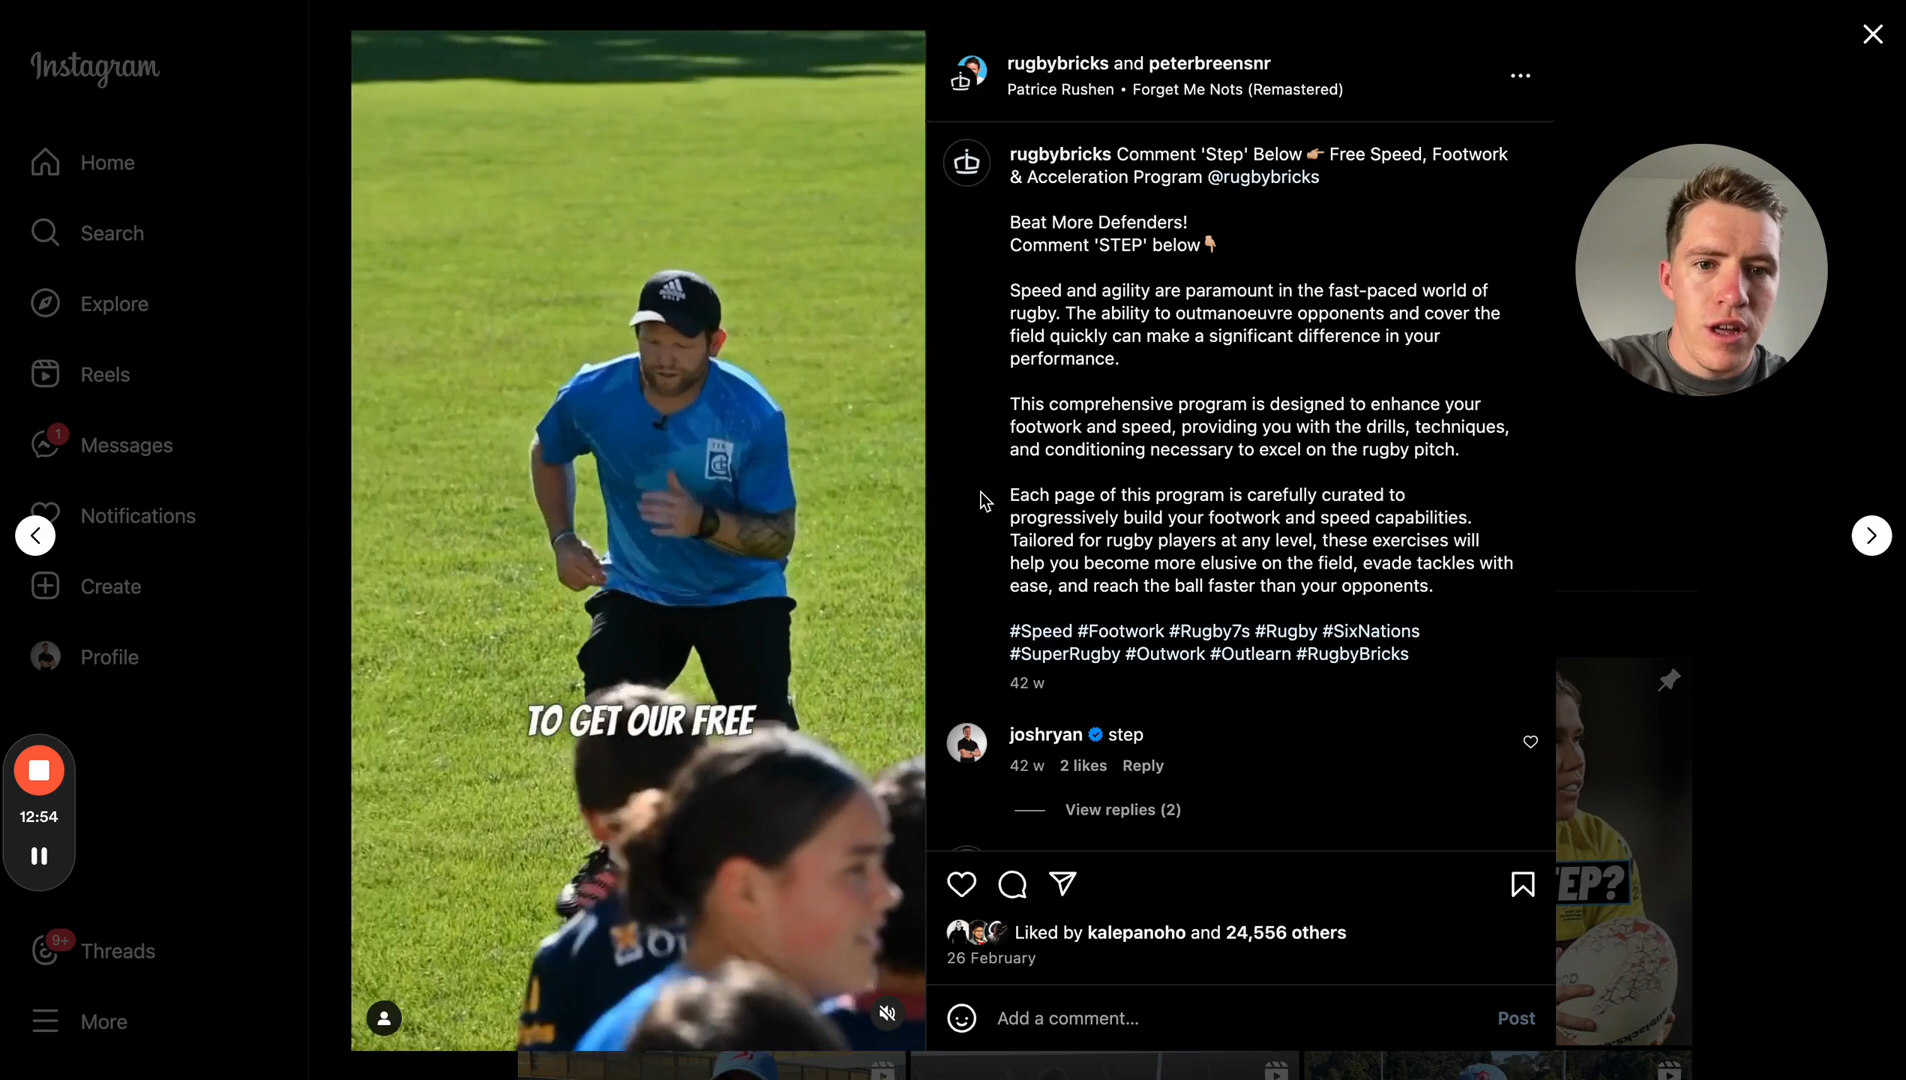 Instagram
Home
Search
Explore
Reels
1
Messages
Notifications
Create
Profile
12:54
9+
Threads
More
TO GET OUR FREE
rugbybricks and peterbreensnr
Patrice Rushen • Forget Me Nots (Remastered)
rugbybricks Comment 'Step' Below 👉🏼 Free Speed, Footwork
& Acceleration Program @rugbybricks
Beat More Defenders!
Comment 'STEP' below👇🏼
Speed and agility are paramount in the fast-paced world of
rugby. The ability to outmanoeuvre opponents and cover the
field quickly can make a significant difference in your
performance.
This comprehensive program is designed to enhance your
footwork and speed, providing you with the drills, techniques,
and conditioning necessary to excel on the rugby pitch.
Each page of this program is carefully curated to
progressively build your footwork and speed capabilities.
Tailored for rugby players at any level, these exercises will
help you become more elusive on the field, evade tackles with
ease, and reach the ball faster than your opponents.
#Speed #Footwork #Rugby7s #Rugby #SixNations
#SuperRugby #Outwork #Outlearn #RugbyBricks
42 w
joshryan step
42 w 2 likes Reply
View replies (2)
Liked by kalepanoho and 24,556 others
26 February
Add a comment...
Post
EP?